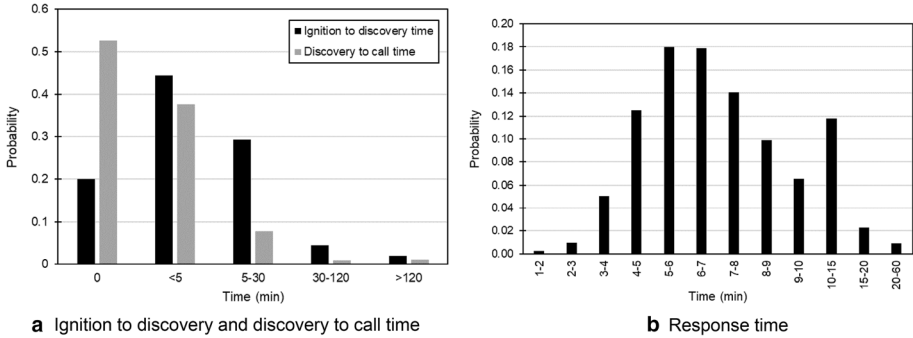 0.6
0.5
0.4
0.3
0.2
0.1
0
Probability
Ignition to discovery time
Discovery to call time
0 <5 5-30 30-120 >120
Time (min)
a Ignition to discovery and discovery to call time
0.20
0.18
0.16
0.14
0.12
0.10
0.08
0.06
0.04
0.02
0.00
Probability
1-2 2-3 3-4 4-5 5-6 6-7 7-8 8-9 9-10 10-15 15-20 20-60
Time (min)
b Response time